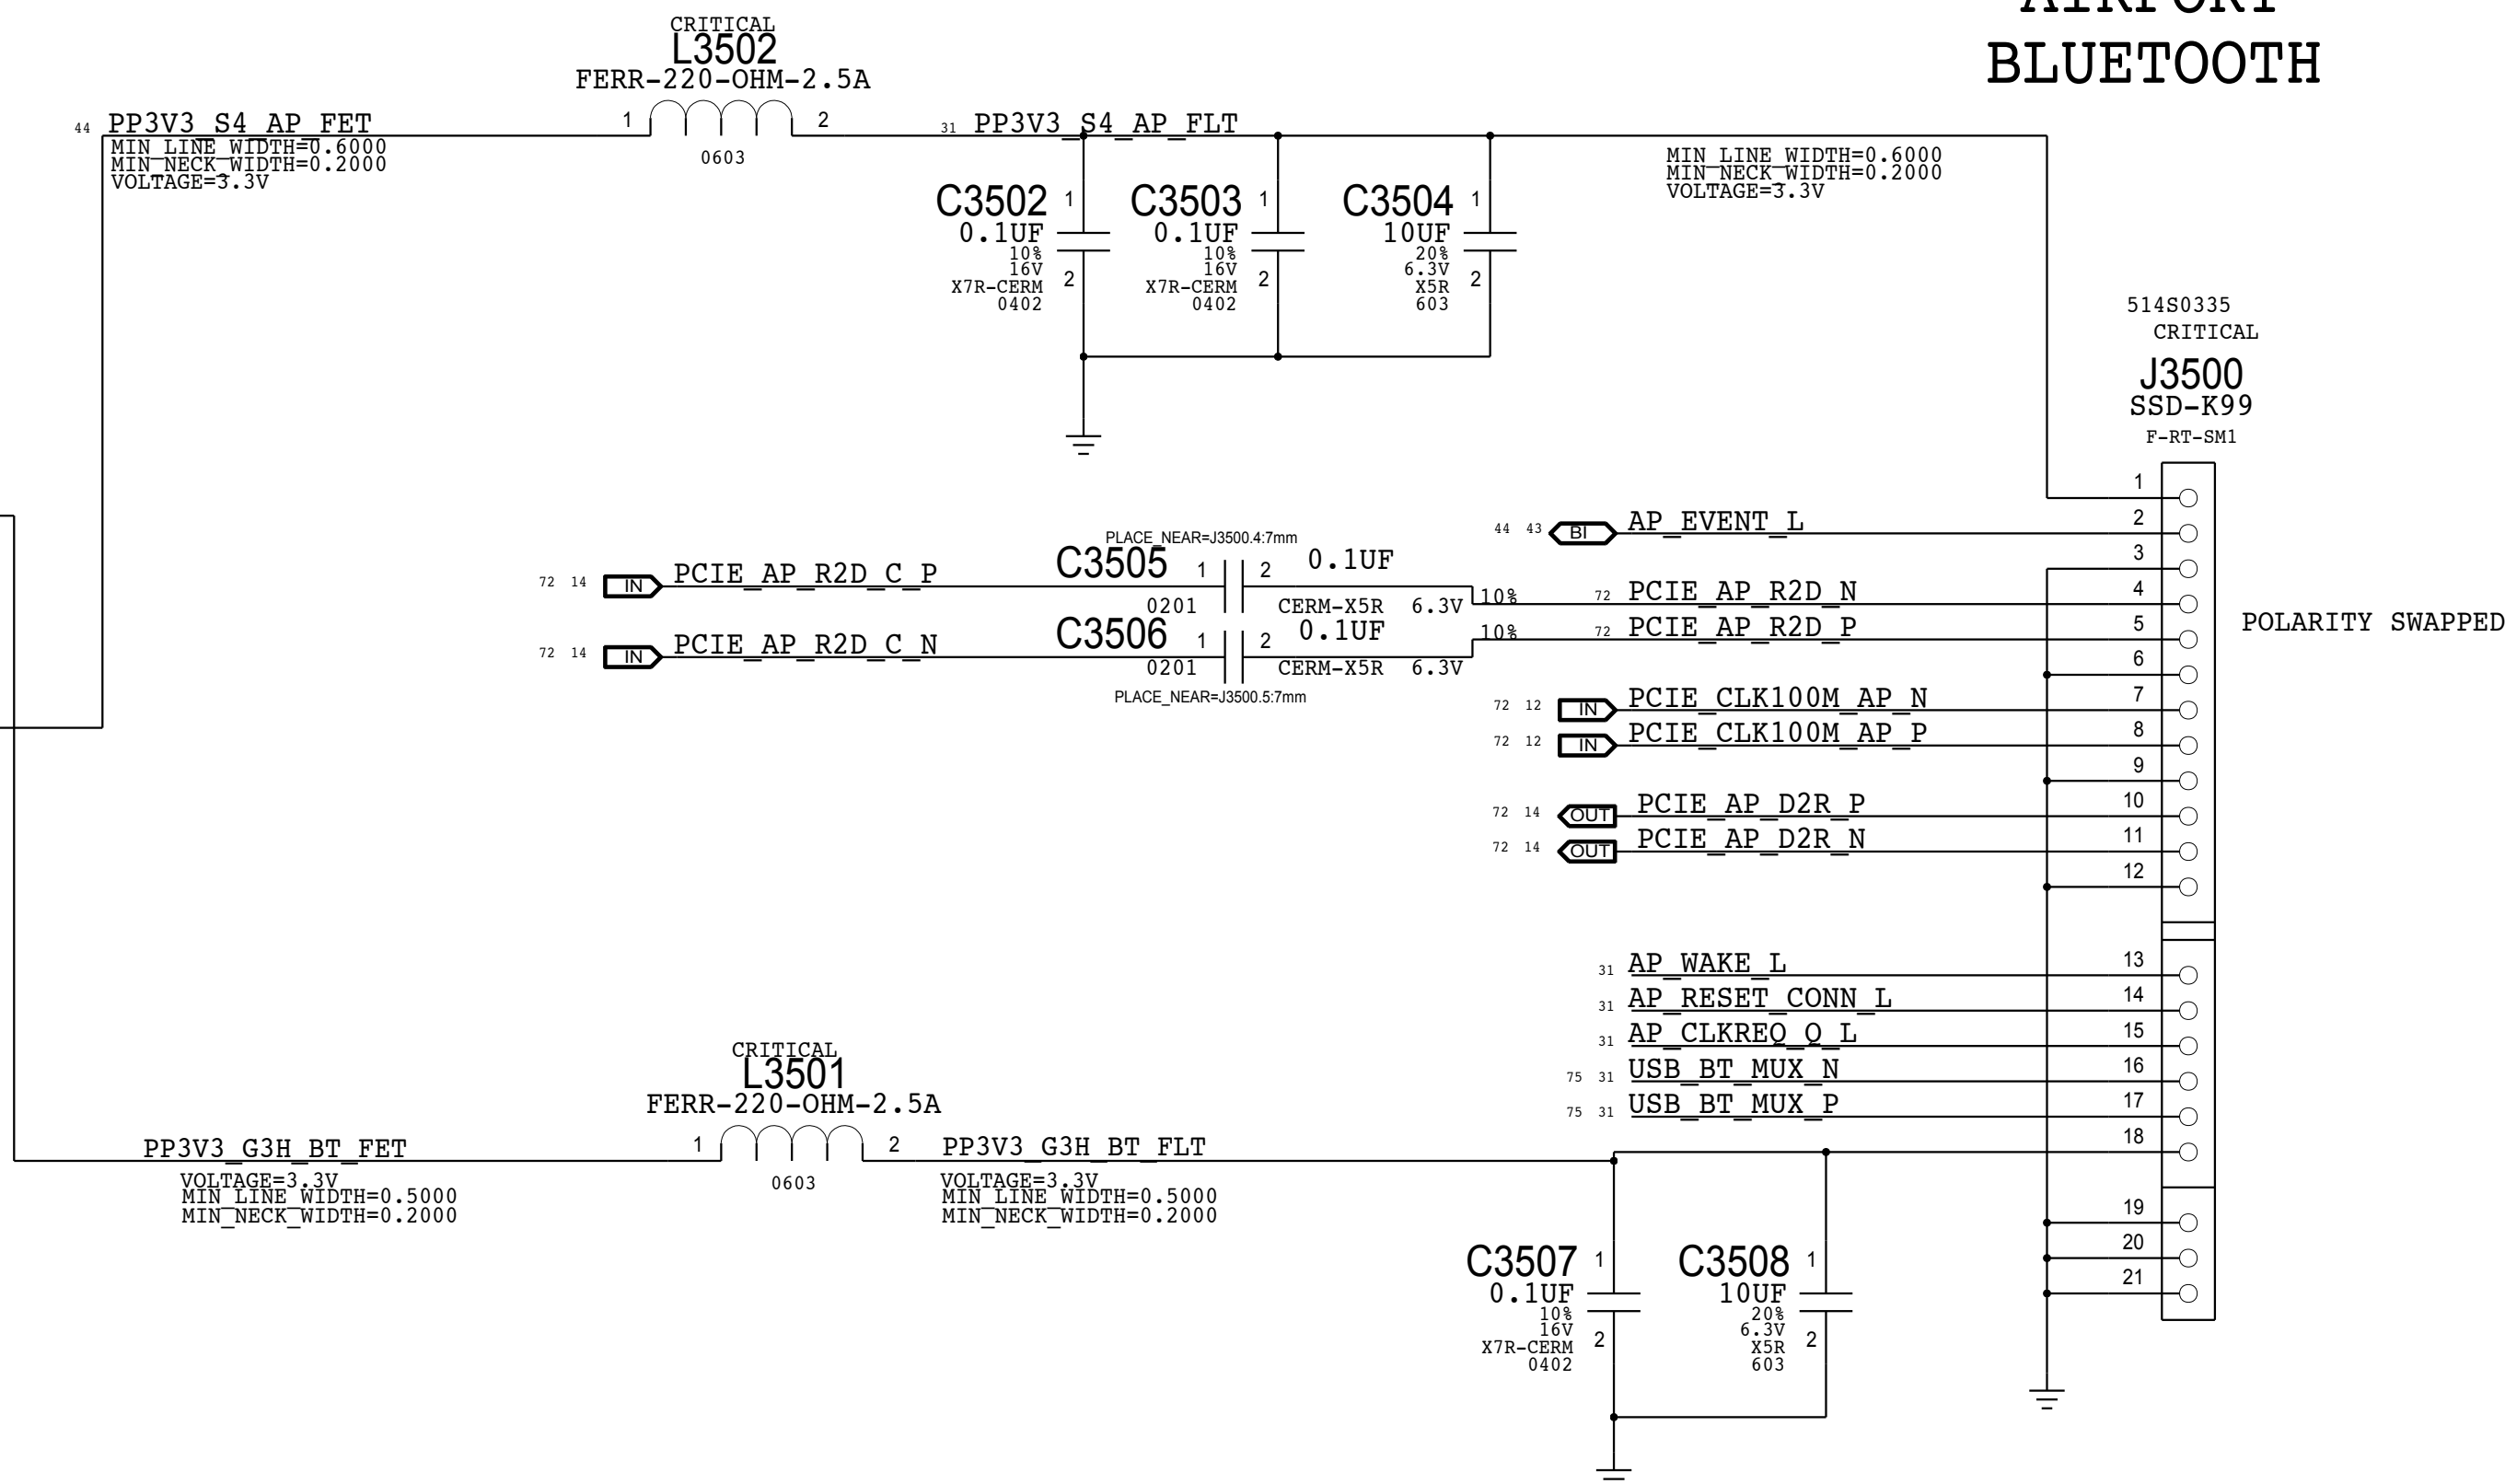 AIRPORT
BLUETOOTH
CRITICAL
L3502
FERR-220-OHM-2.5A
1 2
0603
44 PP3V3_S4_AP_FET
MIN_LINE_WIDTH=0.6000
MIN_NECK_WIDTH=0.2000
VOLTAGE=3.3V
31 PP3V3_S4_AP_FLT
MIN_LINE_WIDTH=0.6000
MIN_NECK_WIDTH=0.2000
VOLTAGE=3.3V
C3502 1
0.1UF
10%
16V
X7R-CERM 2
0402
C3503 1
0.1UF
10%
16V
X7R-CERM 2
0402
C3504 1
10UF
20%
6.3V
X5R 2
603
514S0335
CRITICAL
J3500
SSD-K99
F-RT-SM1
1
44 43 BI AP_EVENT_L 2
3
PLACE_NEAR=J3500.4:7mm
72 14 IN PCIE_AP_R2D_C_P C3505 1 2 0.1UF
0201 CERM-X5R 6.3V 10%
72 PCIE_AP_R2D_N 4
72 14 IN PCIE_AP_R2D_C_N C3506 1 2 0.1UF
0201 CERM-X5R 6.3V 10%
PLACE_NEAR=J3500.5:7mm
72 PCIE_AP_R2D_P 5
POLARITY SWAPPED
6
72 12 IN PCIE_CLK100M_AP_N 7
72 12 IN PCIE_CLK100M_AP_P 8
9
72 14 OUT PCIE_AP_D2R_P 10
72 14 OUT PCIE_AP_D2R_N 11
12
31 AP_WAKE_L 13
31 AP_RESET_CONN_L 14
31 AP_CLKREQ_Q_L 15
75 31 USB_BT_MUX_N 16
75 31 USB_BT_MUX_P 17
18
19
20
21
CRITICAL
L3501
FERR-220-OHM-2.5A
1 2
0603
PP3V3_G3H_BT_FET
VOLTAGE=3.3V
MIN_LINE_WIDTH=0.5000
MIN_NECK_WIDTH=0.2000
PP3V3_G3H_BT_FLT
VOLTAGE=3.3V
MIN_LINE_WIDTH=0.5000
MIN_NECK_WIDTH=0.2000
C3507 1
0.1UF
10%
16V
X7R-CERM 2
0402
C3508 1
10UF
20%
6.3V
X5R 2
603